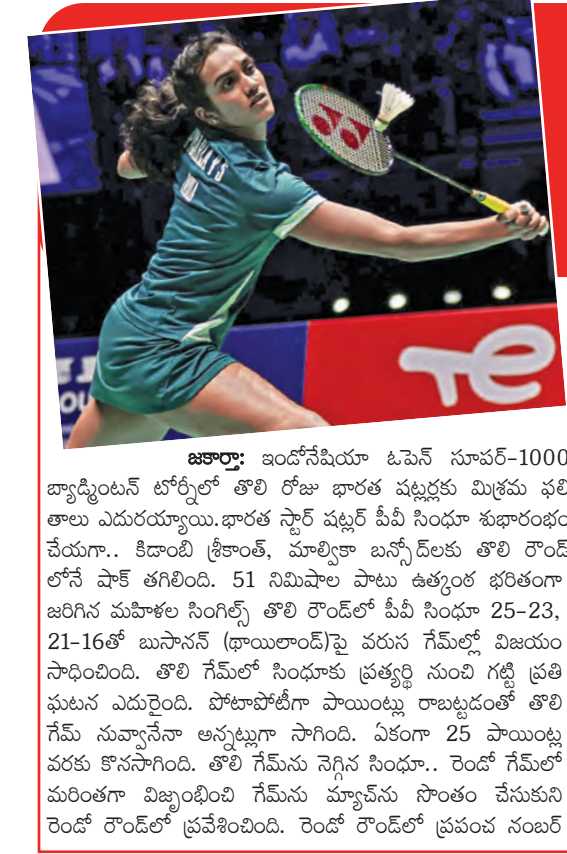 జకార్తా: ఇండోనేషియా ఓపెన్ సూపర్-1000
బ్యాడ్మింటన్ టోర్నీలో తొలి రోజు భారత షట్లర్లకు మిశ్రమ ఫలి
తాలు ఎదురయ్యాయి.భారత స్టార్ షట్లర్ పీవీ సింధూ శుభారంభం
చేయగా.. కిడాంబి శ్రీకాంత్, మాల్వికా బన్సోద్‌లకు తొలి రౌండ్
లోనే షాక్ తగిలింది. 51 నిమిషాల పాటు ఉత్కంఠ భరితంగా
జరిగిన మహిళల సింగిల్స్ తొలి రౌండ్‌లో పీవీ సింధూ 25-23,
21-16తో బుసానన్ (థాయిలాండ్)పై వరుస గేమ్‌ల్లో విజయం
సాధించింది. తొలి గేమ్‌లో సింధూకు ప్రత్యర్థి నుంచి గట్టి ప్రతి
ఘటన ఎదురైంది. పోటాపోటీగా పాయింట్లు రాబట్టడంతో తొలి
గేమ్ నువ్వానేనా అన్నట్లుగా సాగింది. ఏకంగా 25 పాయింట్ల
వరకు కొనసాగింది. తొలి గేమ్‌ను నెగ్గిన సింధూ.. రెండో గేమ్‌లో
మరింతగా విజృంభించి గేమ్‌ను మ్యాచ్‌ను సొంతం చేసుకుని
రెండో రౌండ్‌లో ప్రవేశించింది. రెండో రౌండ్‌లో ప్రపంచ నంబర్